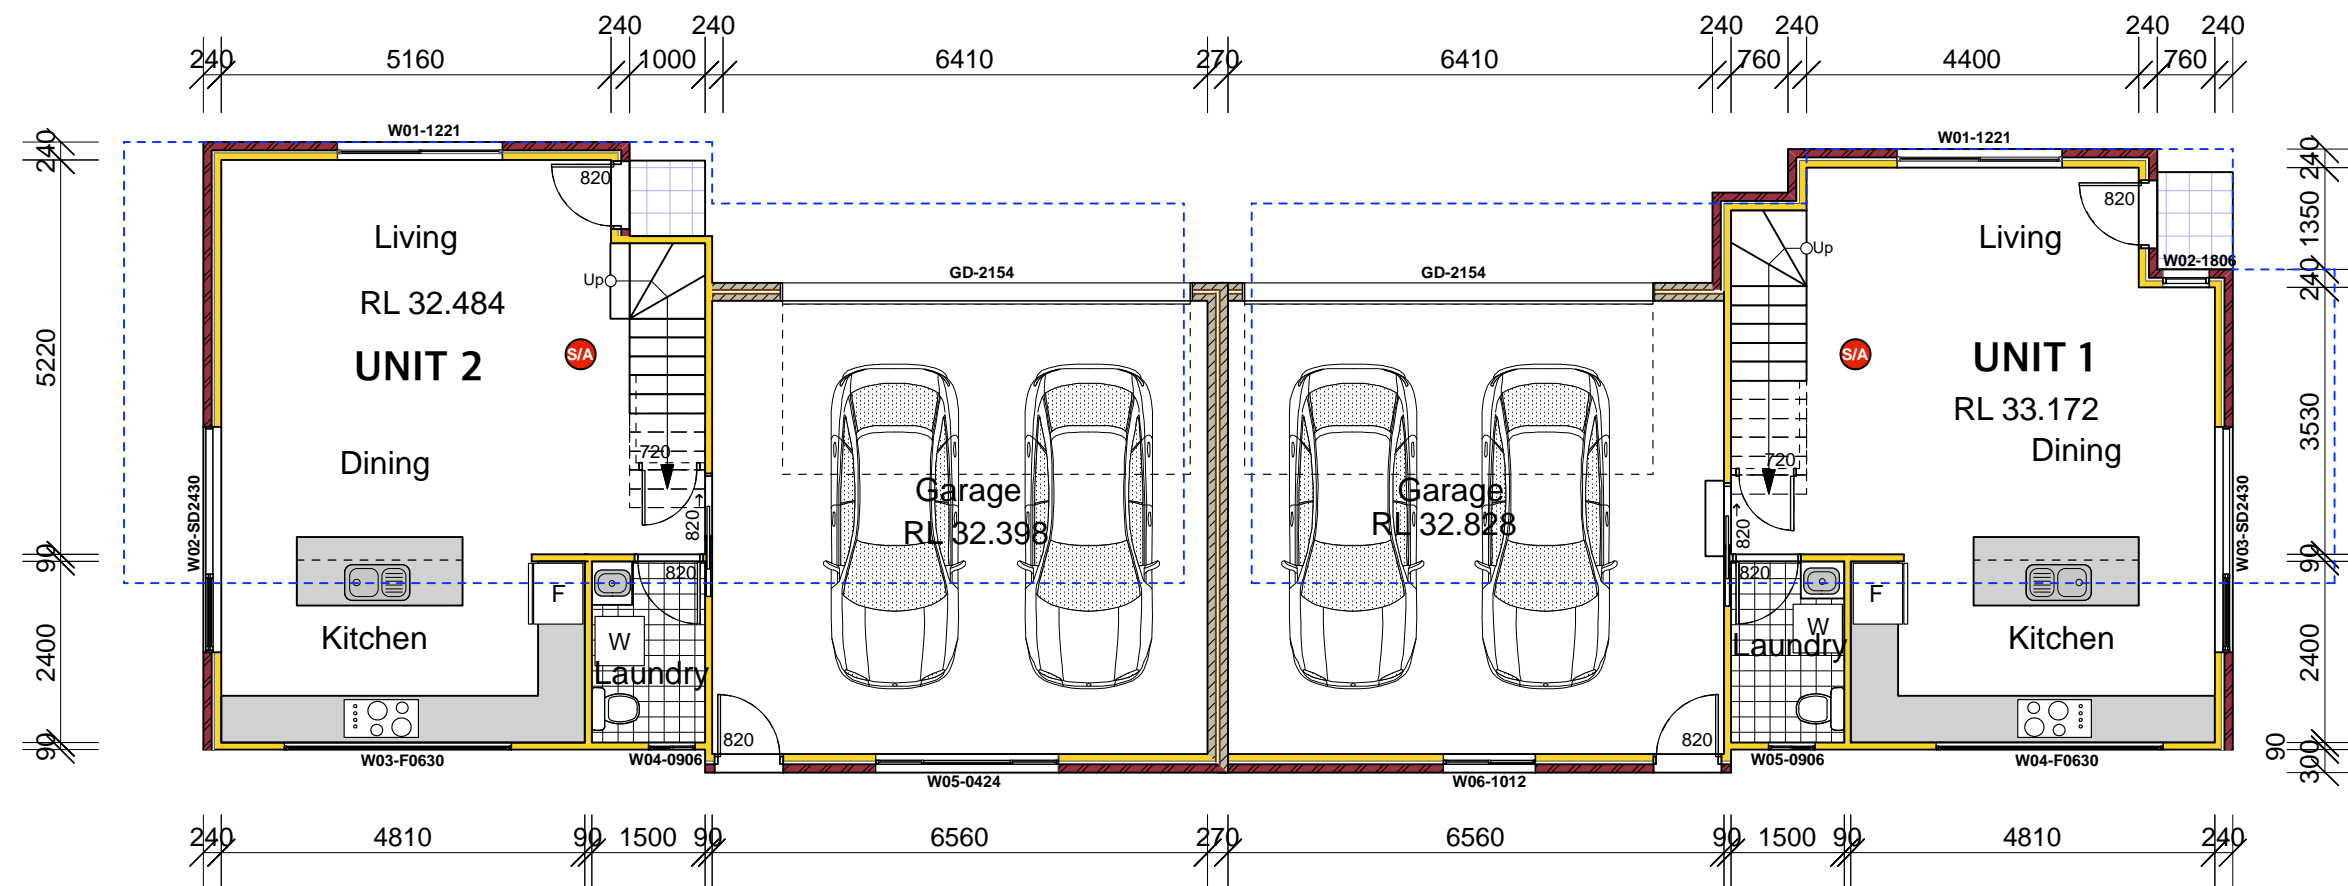 240 240 240 240 240 240 240
240 5160 1000 6410 270 6410 760 4400 760
W01-1221
W01-1221
240
240
820
820
1350
Living
Living
Up
Up
W02-1806
240
GD-2154
GD-2154
RL 32.484
5220
S/A
UNIT 2
S/A
UNIT 1
RL 33.172
3530
Dining
720
720
Dining
W02-SD2430
W03-SD2430
Garage
RL 32.398
Garage
RL 32.828
820
820
90
90
820
820
F
F
W
W
Kitchen
Kitchen
Laundry
Laundry
2400
2400
820
820
90
90
300
W03-F0630
W04-0906
W05-0424
W06-1012
W05-0906
W04-F0630
240 4810 90 1500 90 6560 270 6560 90 1500 90 4810 240